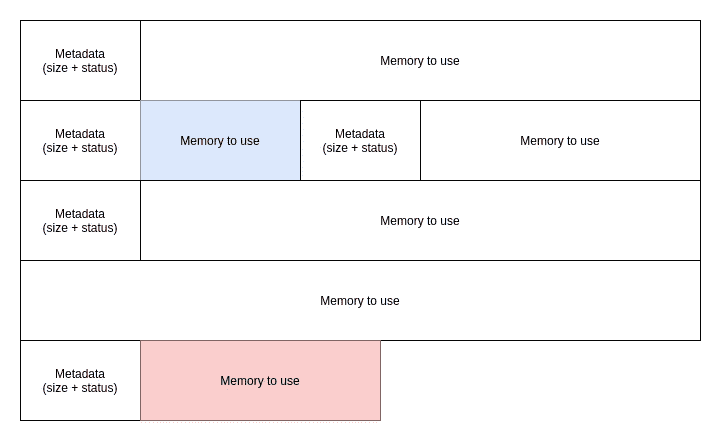 Metadata
(size + status)
Memory to use
Metadata
(size + status)
Memory to use
Metadata
(size + status)
Memory to use
Metadata
(size + status)
Memory to use
Memory to use
Metadata
(size + status)
Memory to use